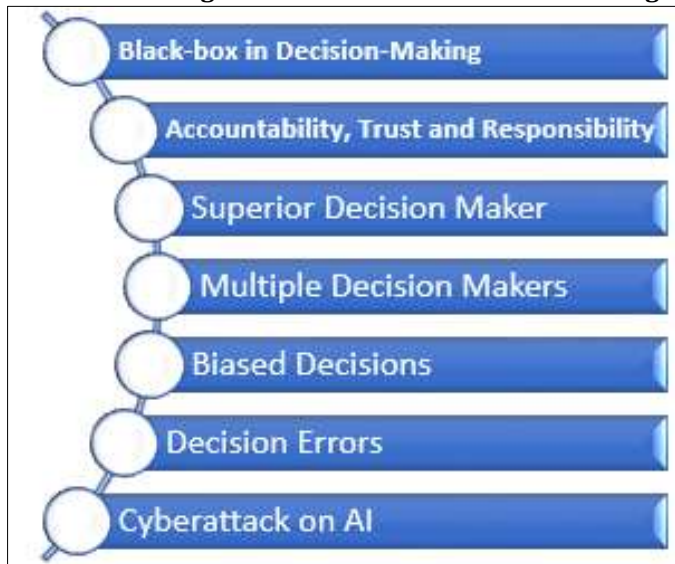 Black-box in Decision-Making
Accountability, Trust and Responsibility
Superior Decision Maker
Multiple Decision Makers
Biased Decisions
Decision Errors
Cyberattack on AI